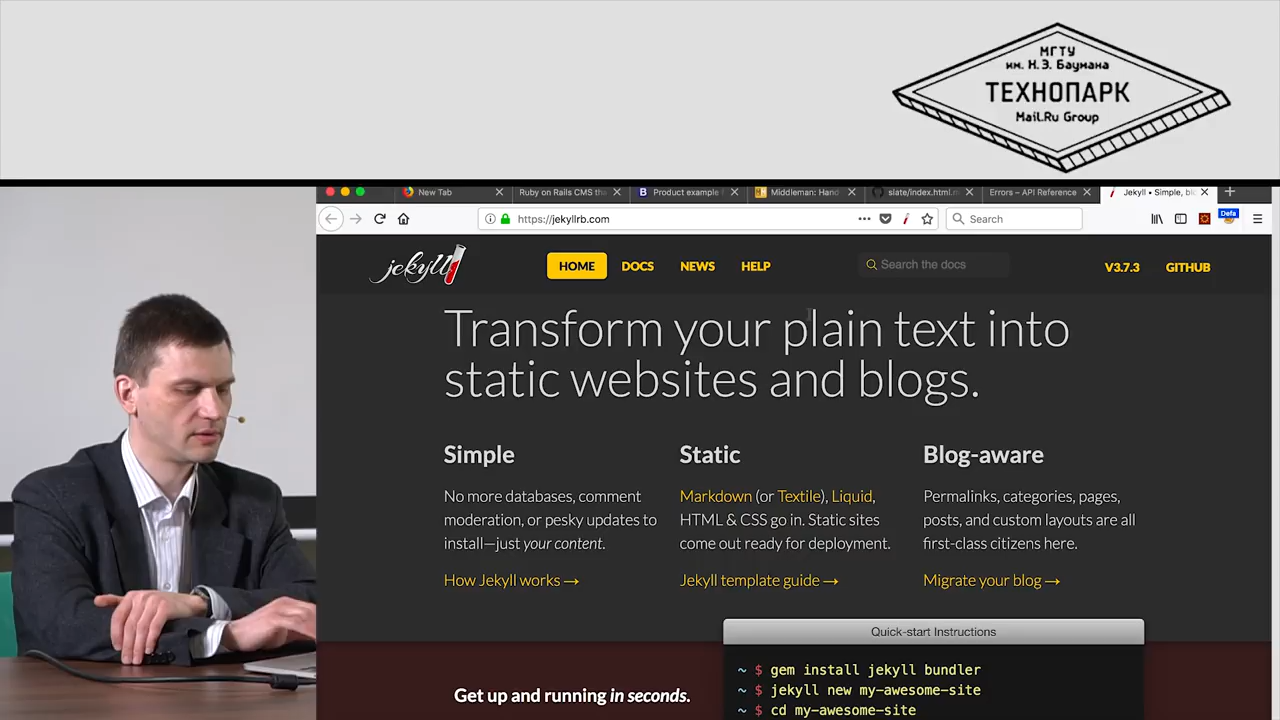 МГТУ
им. Н.Э. Баумана
ТЕХНОПАРК
Mail.Ru Group
New Tab
Ruby on Rails CMS tha
Product example f
Middleman: Hand
slate/index.html.m
Errors – API Reference
Jekyll • Simple, blo
https://jekyllrb.com
Search
Defa
jekyll
HOME
DOCS
NEWS
HELP
Search the docs
V3.7.3
GITHUB
Transform your plain text into
static websites and blogs.
Simple
No more databases, comment
moderation, or pesky updates to
install—just your content.
How Jekyll works →
Static
Markdown (or Textile), Liquid,
HTML & CSS go in. Static sites
come out ready for deployment.
Jekyll template guide →
Blog-aware
Permalinks, categories, pages,
posts, and custom layouts are all
first-class citizens here.
Migrate your blog →
Get up and running in seconds.
Quick-start Instructions
~ $ gem install jekyll bundler
~ $ jekyll new my-awesome-site
~ $ cd my-awesome-site